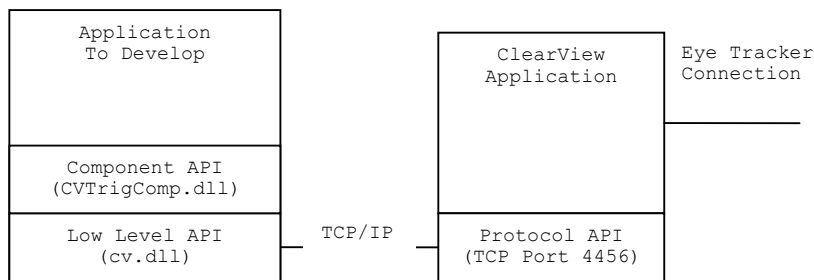 Application
To Develop
Component API
(CVTrigComp.dll)
Low Level API
(cv.dll)
TCP/IP
ClearView
Application
Protocol API
(TCP Port 4456)
Eye Tracker
Connection